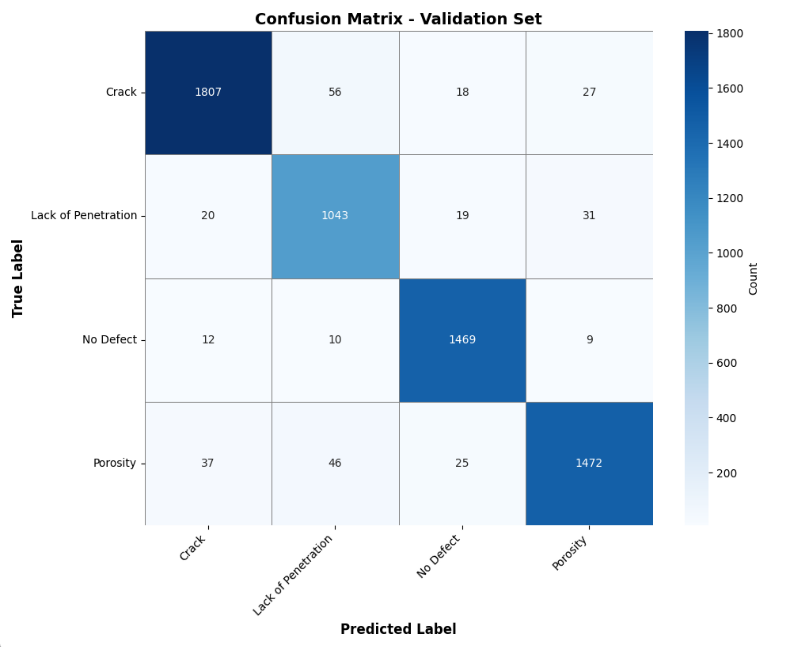 Confusion Matrix - Validation Set
True Label
Crack 1807 56 18 27
Lack of Penetration 20 1043 19 31
No Defect 12 10 1469 9
Porosity 37 46 25 1472
Crack
Lack of Penetration
No Defect
Porosity
Predicted Label
1800
1600
1400
1200
1000
800
600
400
200
Count